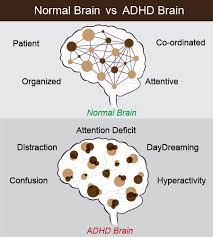 Normal Brain vs ADHD Brain
Patient
Co-ordinated
Organized
Attentive
Normal Brain
Attention Deficit
Distraction
DayDreaming
Confusion
Hyperactivity
ADHD Brain